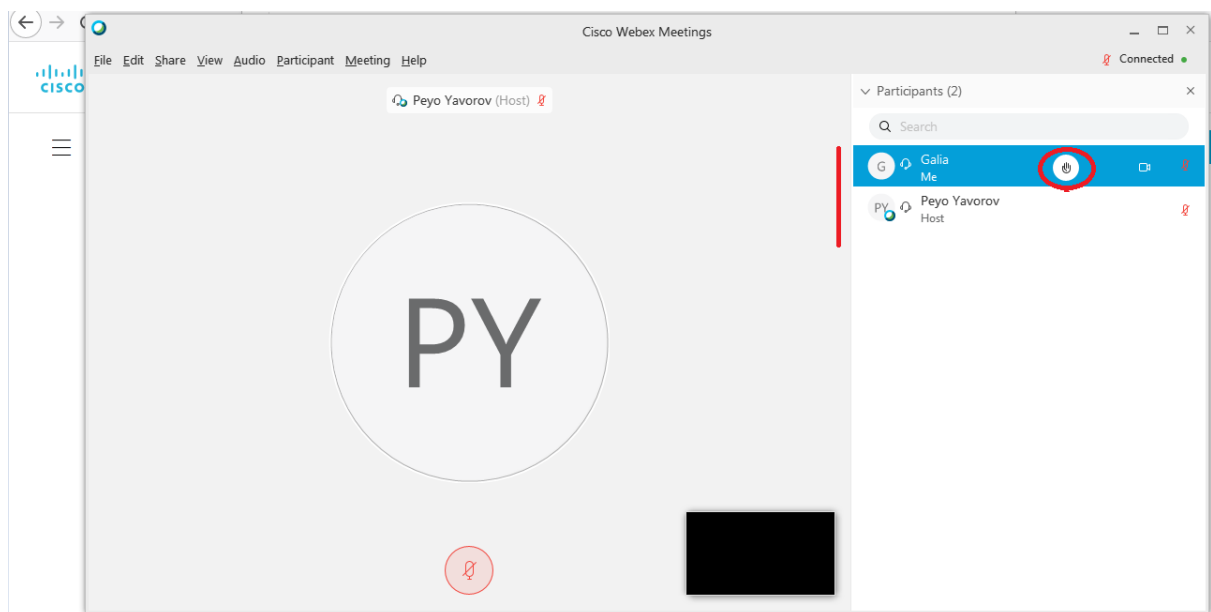 Cisco Webex Meetings
File Edit Share View Audio Participant Meeting Help
Connected
CISCO
Peyo Yavorov (Host)
Participants (2)
Search
G Galia
Me
PY Peyo Yavorov
Host
PY